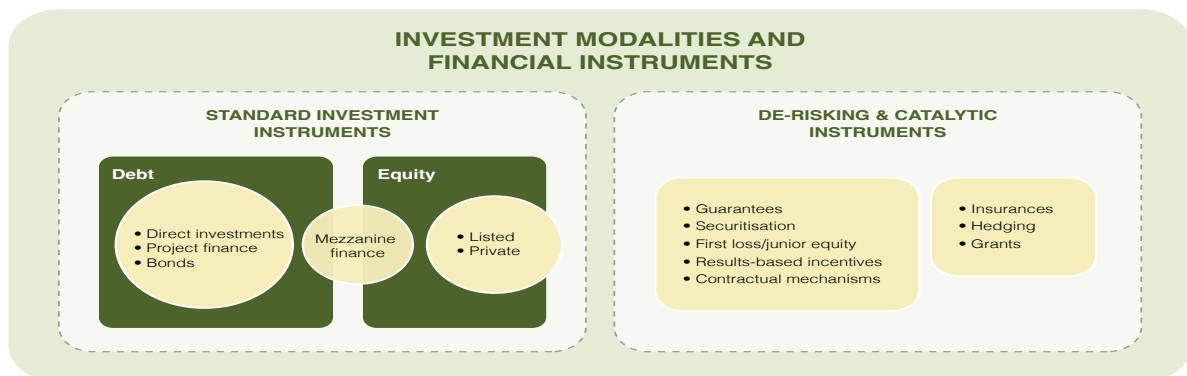 INVESTMENT MODALITIES AND
FINANCIAL INSTRUMENTS
STANDARD INVESTMENT
INSTRUMENTS
Debt
• Direct investments
• Project finance
• Bonds
Mezzanine
finance
Equity
• Listed
• Private
DE-RISKING & CATALYTIC
INSTRUMENTS
• Guarantees
• Securitisation
• First loss/junior equity
• Results-based incentives
• Contractual mechanisms
• Insurances
• Hedging
• Grants